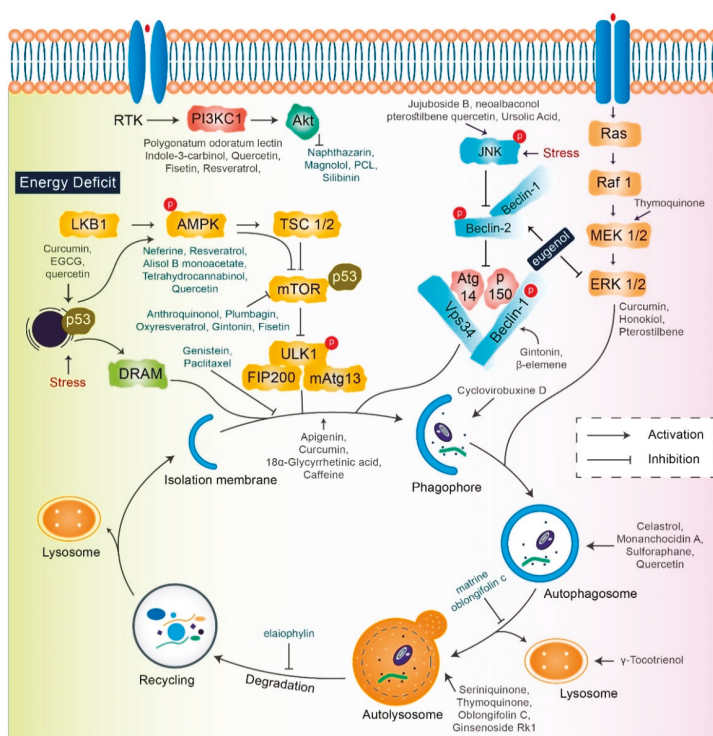 RTK
PI3KC1
Akt
Polygonatum odoratum lectin
Indole-3-carbinol, Quercetin,
Fisetin, Resveratrol,
Naphthazarin,
Magnolol, PCL,
Silibinin
Jujuboside B, neoalbaconol
pterostilbene quercetin, Ursolic Acid,
p
JNK
Stress
Ras
Raf 1
Thymoquinone
MEK 1/2
ERK 1/2
Curcumin,
Honokiol,
Pterostilbene
Energy Deficit
LKB1
p
AMPK
TSC 1/2
Curcumin,
EGCG,
quercetin
Neferine, Resveratrol,
Alisol B monoacetate,
Tetrahydrocannabinol,
Quercetin
mTOR
p53
p53
Stress
Anthroquinonol, Plumbagin,
Oxyresveratrol, Gintonin, Fisetin
DRAM
Genistein,
Paclitaxel
ULK1
p
FIP200
mAtg13
Beclin-1
p
Beclin-2
eugenol
Atg
14
p
150
Vps34
Beclin-1
p
Gintonin,
β-elemene
Cyclovirobuxine D
Activation
Inhibition
Isolation membrane
Apigenin,
Curcumin,
18α-Glycyrrhetinic acid,
Caffeine
Phagophore
Lysosome
Celastrol,
Monanchocidin A,
Sulforaphane,
Quercetin
Autophagosome
matrine
oblongifolin c
elaiophylin
Recycling
Degradation
Autolysosome
Seriniquinone,
Thymoquinone,
Oblongifolin C,
Ginsenoside Rk1
Lysosome
γ-Tocotrienol